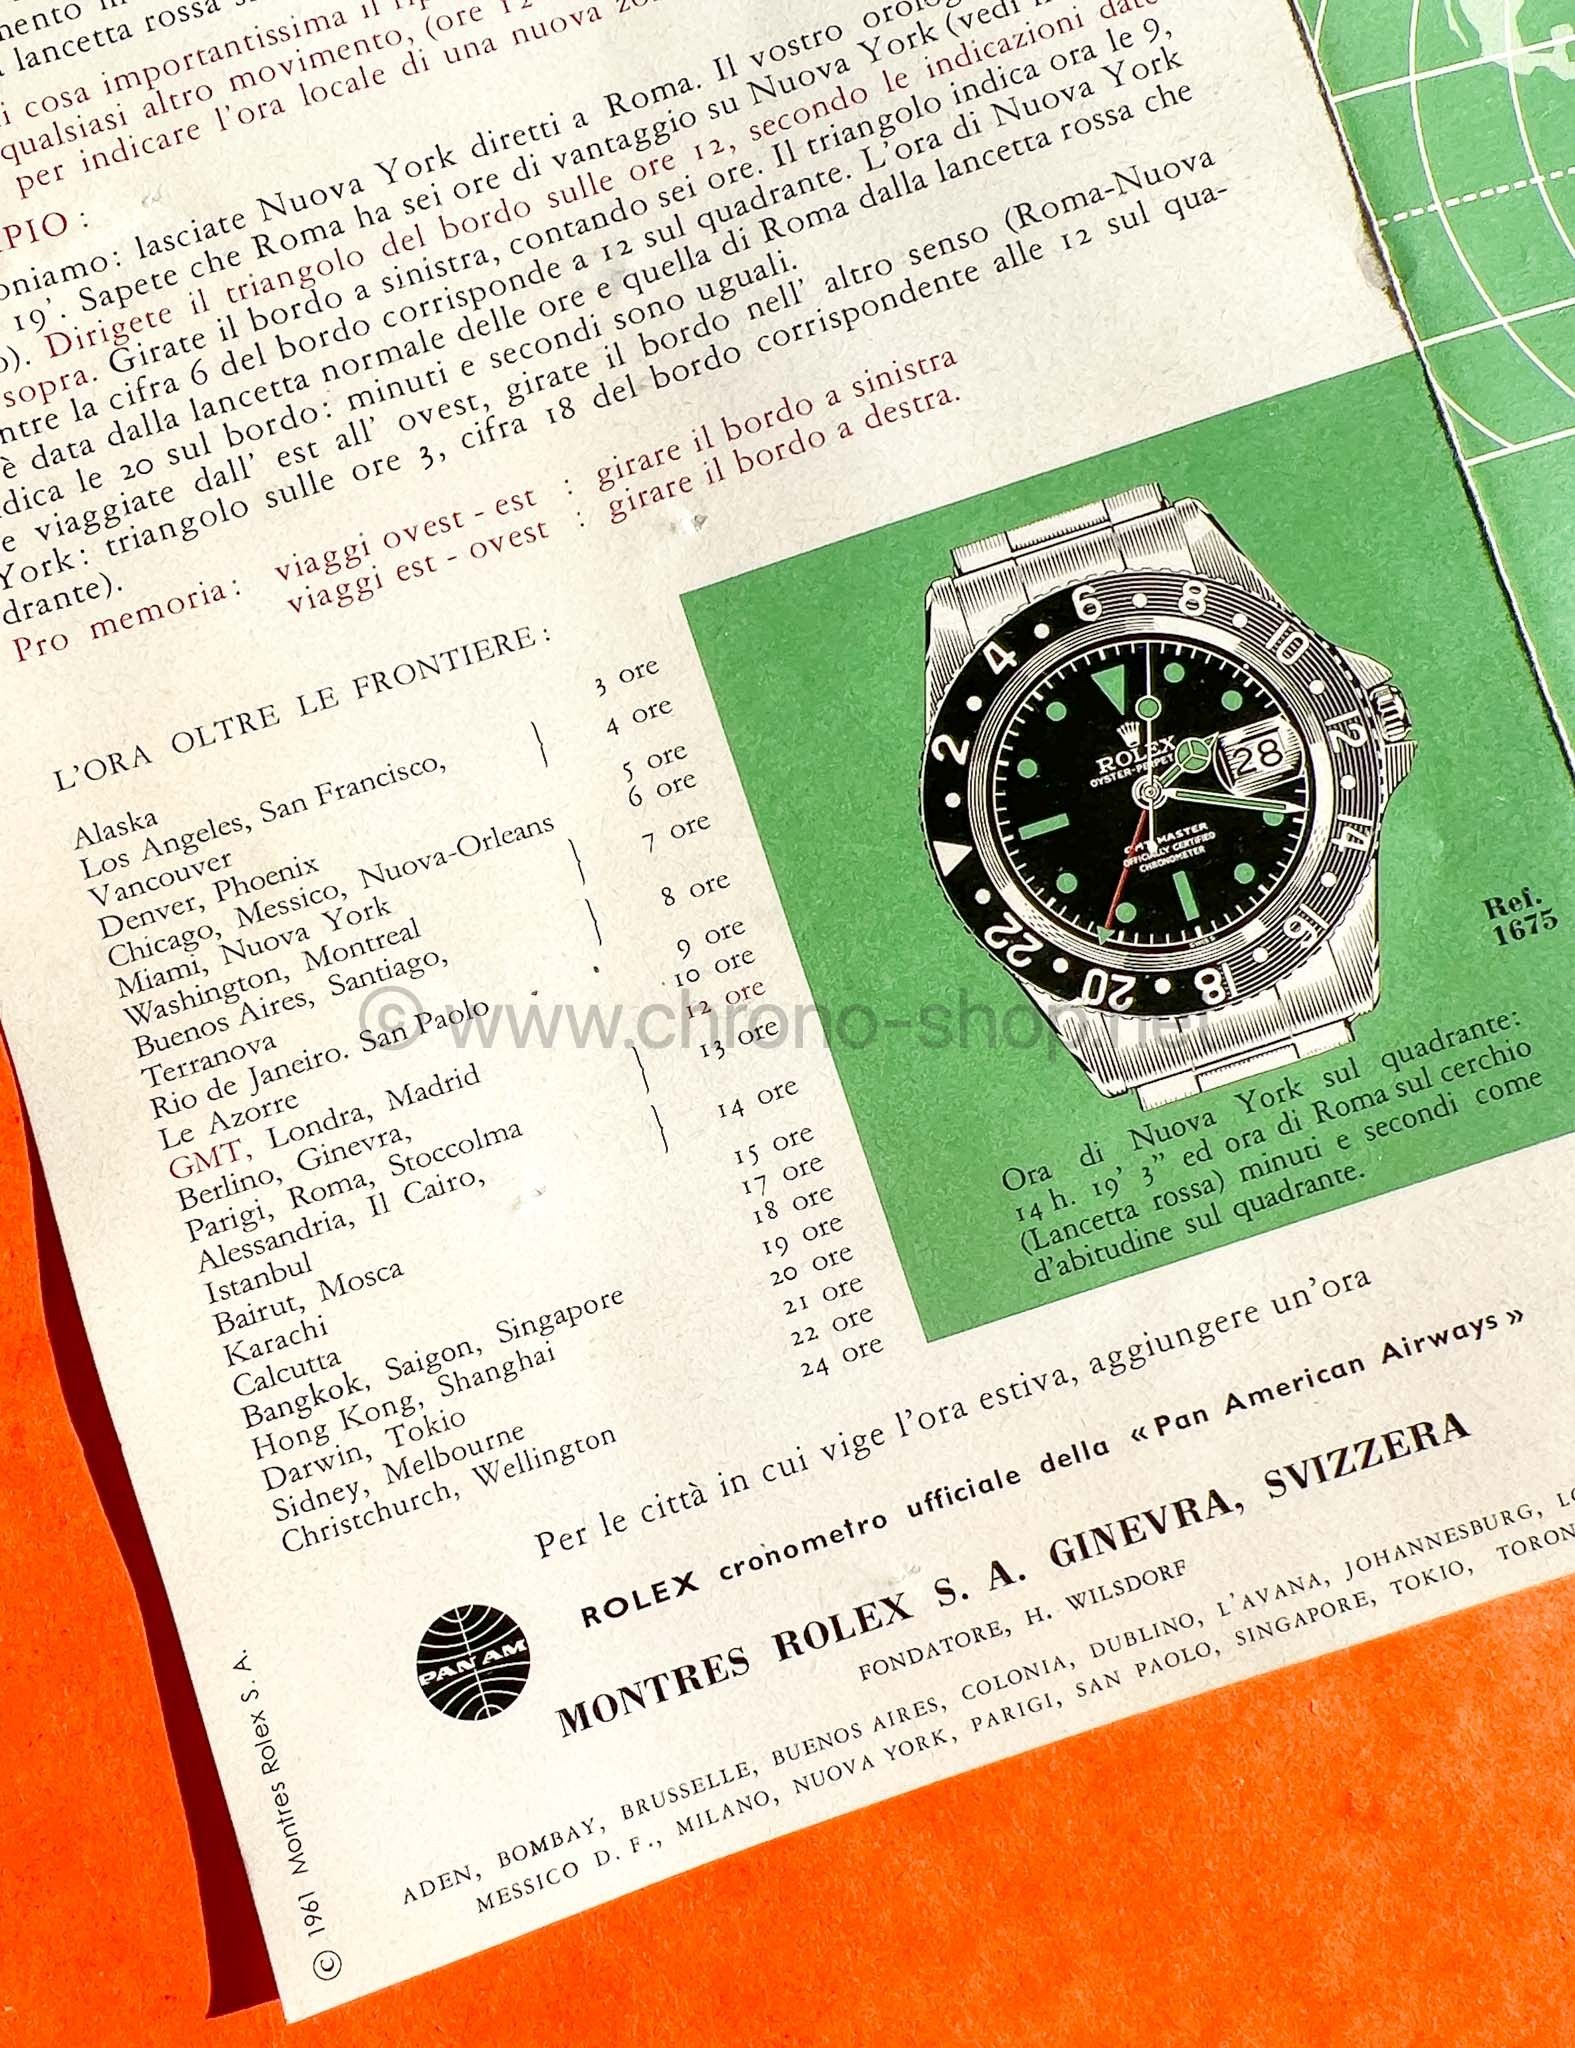 lancetta rossa
cosa importantissima il
qualsiasi altro movimento, (ore 12
per indicare l'ora locale di una nuova
PIO :
oniamo: lasciate Nuova York diretti a Roma. Il vostro
19'. Sapete che Roma ha sei ore di vantaggio su Nuova York (vedi
o). Dirigete il triangolo del bordo sulle ore 12, secondo le indicazioni date
sopra. Girate il bordo a sinistra, contando sei ore. Il triangolo indica ora le 9,
ntre la cifra 6 del bordo corrisponde a 12 sul quadrante. L'ora di Nuova York
è data dalla lancetta normale delle ore e quella di Roma dalla lancetta rossa che
dica le 20 sul bordo: minuti e secondi sono uguali.
e viaggiate dall' est all' ovest, girate il bordo nell' altro senso (Roma-Nuova
York: triangolo sulle ore 3, cifra 18 del bordo corrispondente alle 12 sul qua-
drante).
Pro memoria: viaggi ovest - est : girare il bordo a sinistra
viaggi est - ovest : girare il bordo a destra.
L'ORA OLTRE LE FRONTIERE :
Alaska
Los Angeles, San Francisco,
Vancouver
Denver, Phoenix
Chicago, Messico, Nuova-Orleans
Miami, Nuova York
Washington, Montreal
Buenos Aires, Santiago,
Terranova
Rio de Janeiro. San Paolo
Le Azorre
GMT, Londra, Madrid
Berlino, Ginevra,
Parigi, Roma, Stoccolma
Alessandria, Il Cairo,
Istanbul
Bairut, Mosca
Karachi
Calcutta
Bangkok, Saigon, Singapore
Hong Kong, Shanghai
Darwin, Tokio
Sidney, Melbourne
Christchurch, Wellington
3 ore
4 ore
5 ore
6 ore
7 ore
8 ore
9 ore
10 ore
12 ore
13 ore
14 ore
15 ore
17 ore
18 ore
19 ore
20 ore
21 ore
22 ore
24 ore
2
4
6
8
10
12
14
16
18
20
22
28
ROLEX
OYSTER-PERPET
MASTER
OFFICIALLY CERTIFIED
CHRONOMETER
Ref.
1675
Ora di Nuova York sul quadrante:
14 h. 19' 3" ed ora di Roma sul cerchio
(Lancetta rossa) minuti e secondi come
d'abitudine sul quadrante.
Per le città in cui vige l'ora estiva, aggiungere un'ora
ROLEX cronometro ufficiale della «Pan American Airways»
PAN AM
MONTRES ROLEX S. A. GINEVRA, SVIZZERA
FONDATORE, H. WILSDORF
ADEN, BOMBAY, BRUSSELLE, BUENOS AIRES, COLONIA, DUBLINO, L'AVANA, JOHANNESBURG,
MESSICO D. F., MILANO, NUOVA YORK, PARIGI, SAN PAOLO, SINGAPORE, TOKIO, TORON
© 1961 Montres Rolex S. A.
© www.chrono-shop.net